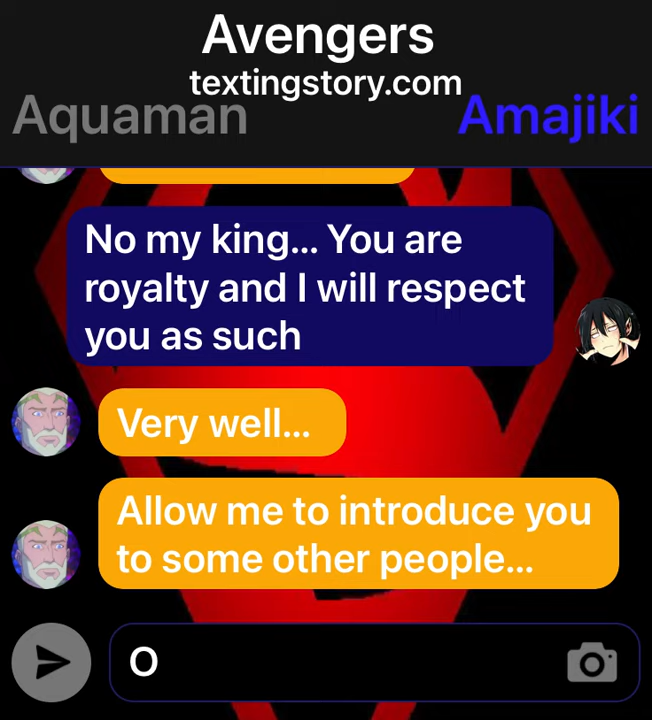 Avengers
textingstory.com
Aquaman Amajiki
No my king... You are
royalty and I will respect
you as such
Very well...
Allow me to introduce you
to some other people...
O